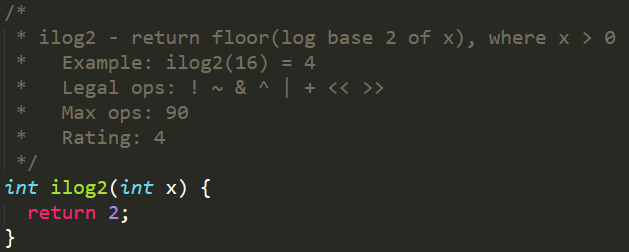 /*
 * ilog2 - return floor(log base 2 of x), where x > 0
 *   Example: ilog2(16) = 4
 *   Legal ops: ! ~ & ^ | + << >>
 *   Max ops: 90
 *   Rating: 4
 */
int ilog2(int x) {
  return 2;
}